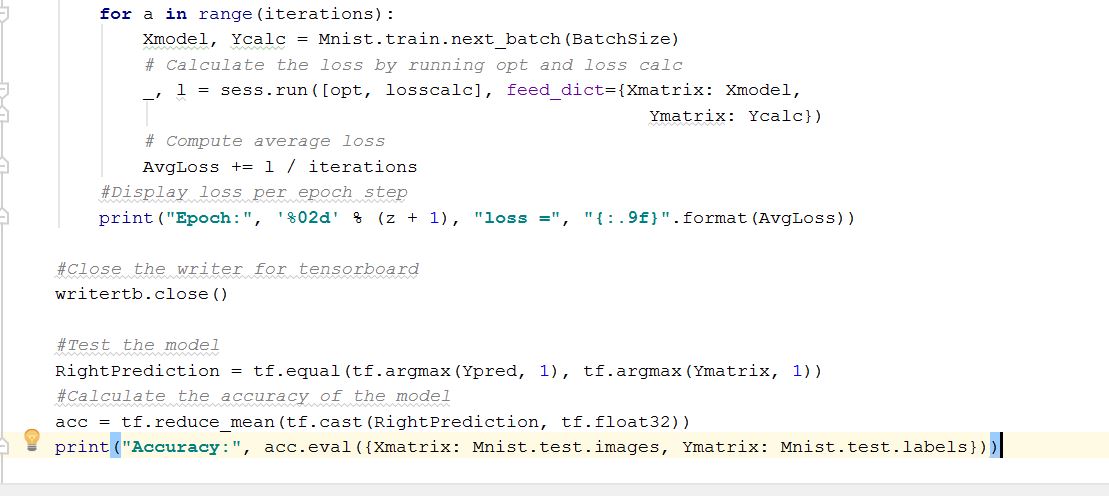 for a in range(iterations):
Xmodel, Ycalc = Mnist.train.next_batch(BatchSize)
# Calculate the loss by running opt and loss calc
_, l = sess.run([opt, losscalc], feed_dict={Xmatrix: Xmodel,
Ymatrix: Ycalc})
# Compute average loss
AvgLoss += l / iterations
#Display loss per epoch step
print("Epoch:", '%02d' % (z + 1), "loss =", "{:.9f}".format(AvgLoss))
#Close the writer for tensorboard
writertb.close()
#Test the model
RightPrediction = tf.equal(tf.argmax(Ypred, 1), tf.argmax(Ymatrix, 1))
#Calculate the accuracy of the model
acc = tf.reduce_mean(tf.cast(RightPrediction, tf.float32))
print("Accuracy:", acc.eval({Xmatrix: Mnist.test.images, Ymatrix: Mnist.test.labels}))